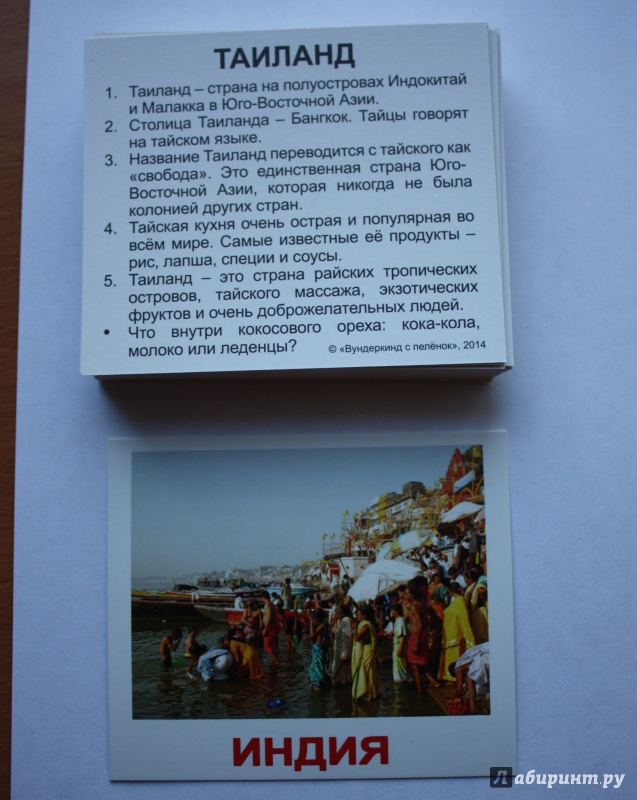 ТАИЛАНД
1. Таиланд – страна на полуостровах Индокитай
и Малакка в Юго-Восточной Азии.
2. Столица Таиланда – Бангкок. Тайцы говорят
на тайском языке.
3. Название Таиланд переводится с тайского как
«свобода». Это единственная страна Юго-
Восточной Азии, которая никогда не была
колонией других стран.
4. Тайская кухня очень острая и популярная во
всём мире. Самые известные её продукты –
рис, лапша, специи и соусы.
5. Таиланд – это страна райских тропических
островов, тайского массажа, экзотических
фруктов и очень доброжелательных людей.
• Что внутри кокосового ореха: кока-кола,
молоко или леденцы?
© «Вундеркинд с пелёнок», 2014
ИНДИЯ
Лабиринт.ру